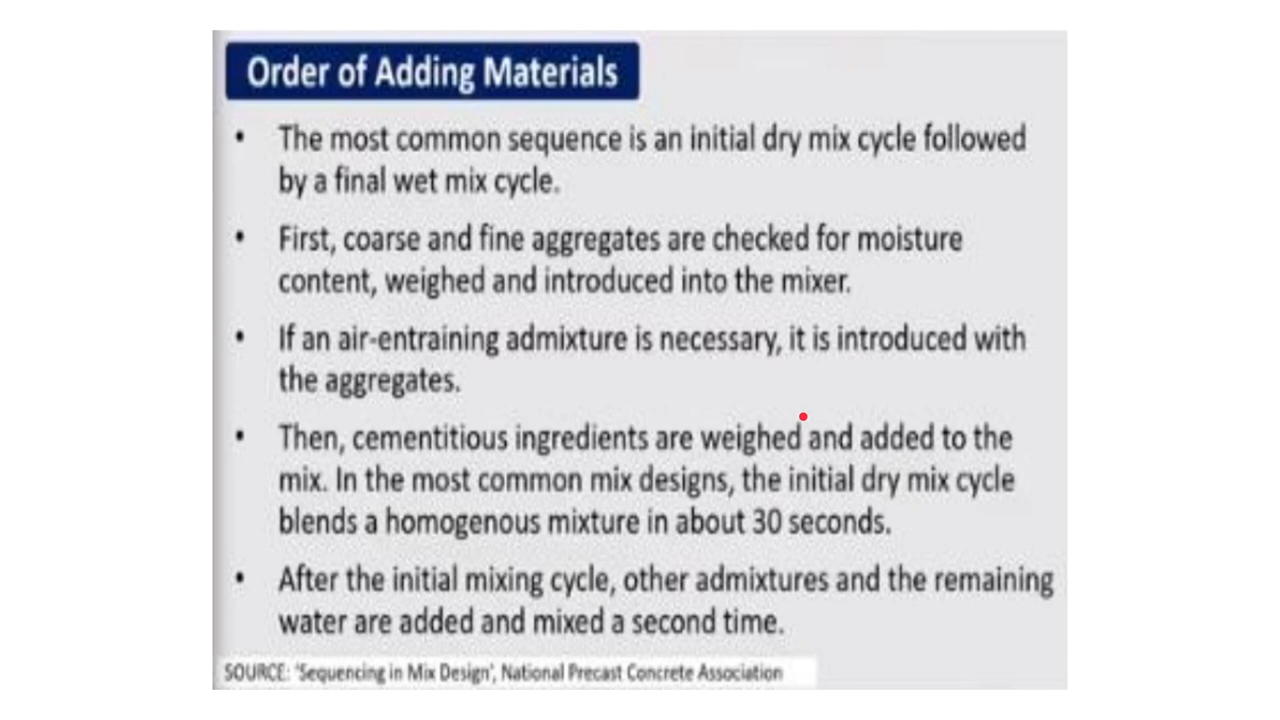 Order of Adding Materials
• The most common sequence is an initial dry mix cycle followed
by a final wet mix cycle.
• First, coarse and fine aggregates are checked for moisture
content, weighed and introduced into the mixer.
• If an air-entraining admixture is necessary, it is introduced with
the aggregates.
• Then, cementitious ingredients are weighed and added to the
mix. In the most common mix designs, the initial dry mix cycle
blends a homogenous mixture in about 30 seconds.
• After the initial mixing cycle, other admixtures and the remaining
water are added and mixed a second time.
SOURCE: 'Sequencing in Mix Design', National Precast Concrete Association